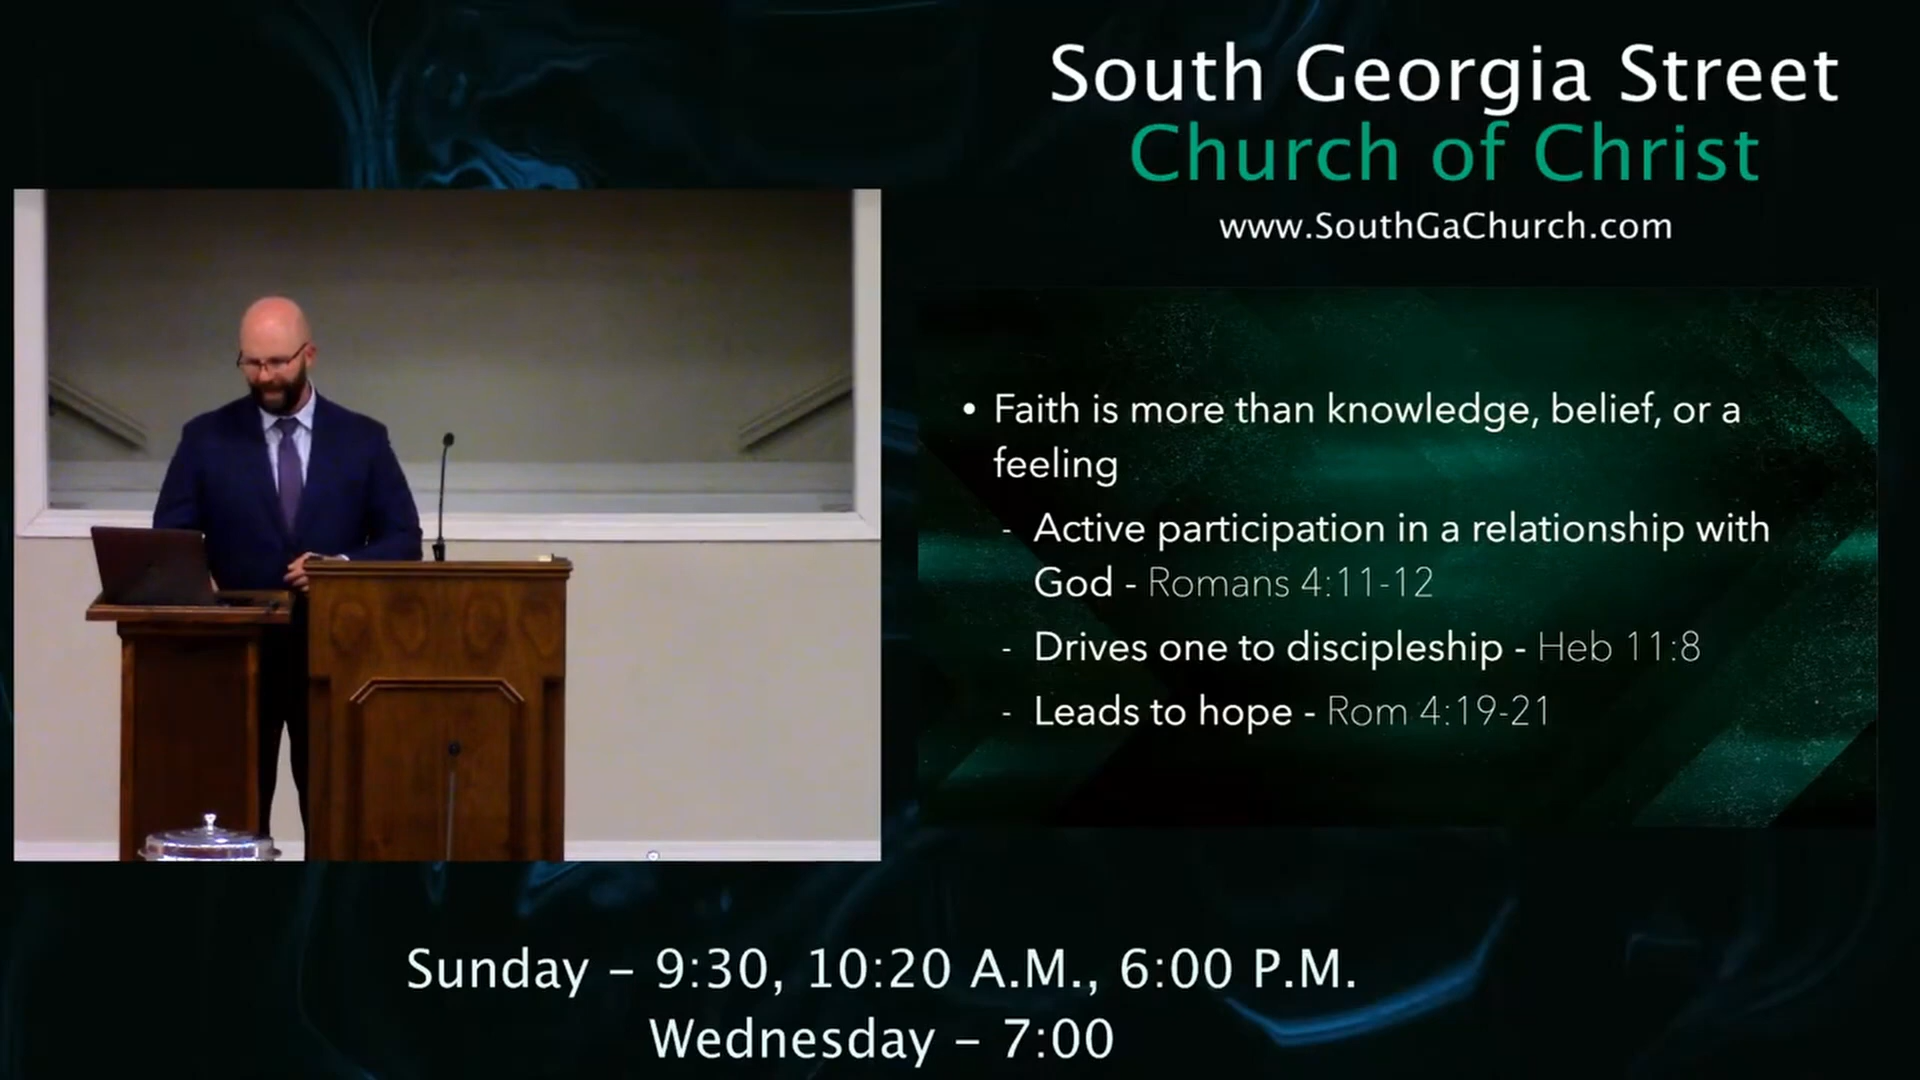 South Georgia Street
Church of Christ
www.SouthGaChurch.com
• Faith is more than knowledge, belief, or a
feeling
- Active participation in a relationship with
God - Romans 4:11-12
- Drives one to discipleship - Heb 11:8
- Leads to hope - Rom 4:19-21
Sunday – 9:30, 10:20 A.M., 6:00 P.M.
Wednesday – 7:00